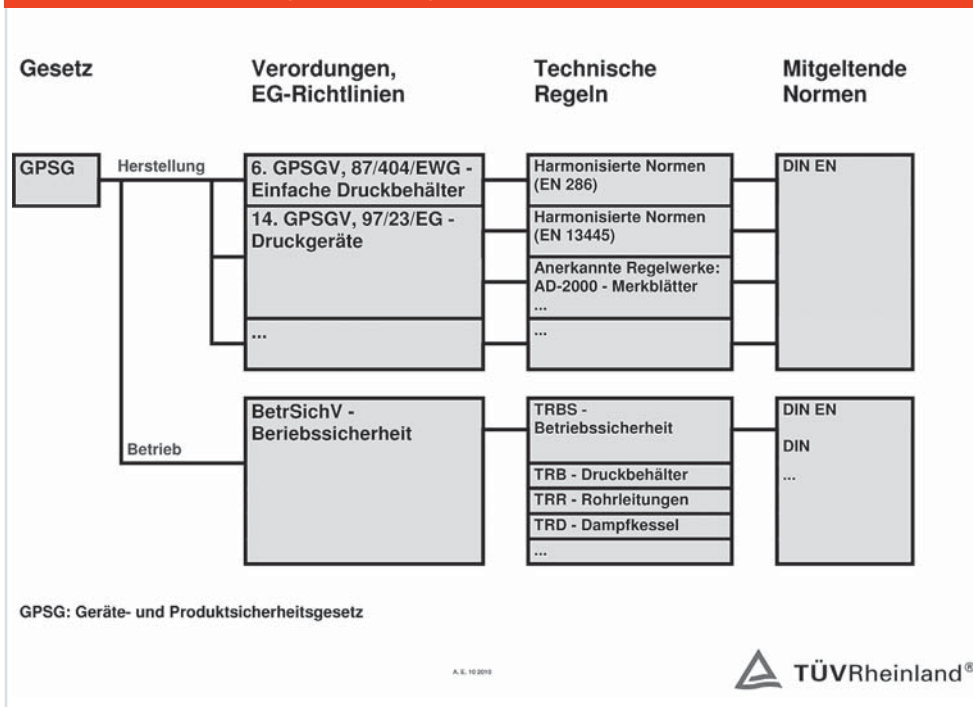 Gesetz
Verordungen,
EG-Richtlinien
Technische
Regeln
Mitgeltende
Normen
GPSG
Herstellung
6. GPSGV, 87/404/EWG -
Einfache Druckbehälter
Harmonisierte Normen
(EN 286)
DIN EN
14. GPSGV, 97/23/EG -
Druckgeräte
Harmonisierte Normen
(EN 13445)
Anerkannte Regelwerke:
AD-2000 - Merkblätter
...
...
...
Betrieb
BetrSichV -
Beriebssicherheit
TRBS -
Betriebssicherheit
TRB - Druckbehälter
TRR - Rohrleitungen
TRD - Dampfkessel
...
DIN EN
DIN
...
GPSG: Geräte- und Produktsicherheitsgesetz
A. E. 10 2010
TÜVRheinland®